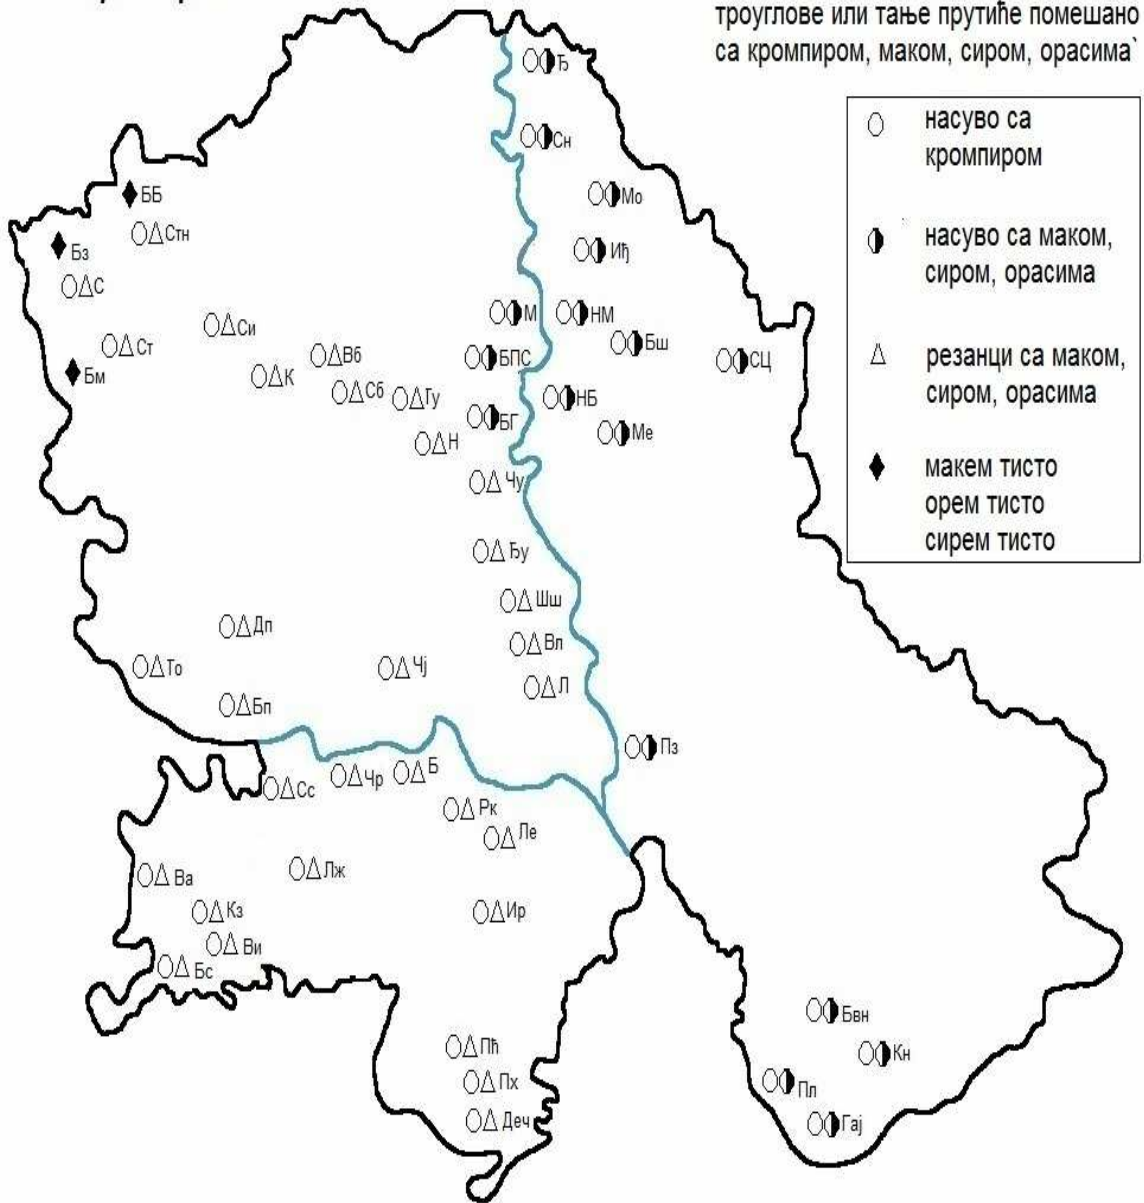 троуглове или тање прутиће помешано
са кромпиром, маком, сиром, орасима`
насуво са
кромпиром
насуво са маком,
сиром, орасима
резанци са маком,
сиром, орасима
макем тисто
орем тисто
сирем тисто
Ђ
Сн
ББ
Мо
Стн
Бз
Иђ
С
М
НМ
Си
Бш
Ст
Вб
БПС
СЦ
Бм
К
Сб
Гу
НБ
БГ
Ме
Н
Чу
Ђу
Шш
Дп
Вл
То
Чј
Л
Бп
Пз
Б
Чр
Сс
Рк
Ле
Лж
Ва
Кз
Ир
Ви
Бс
Бвн
Пћ
Кн
Пх
Пл
Деч
Гај